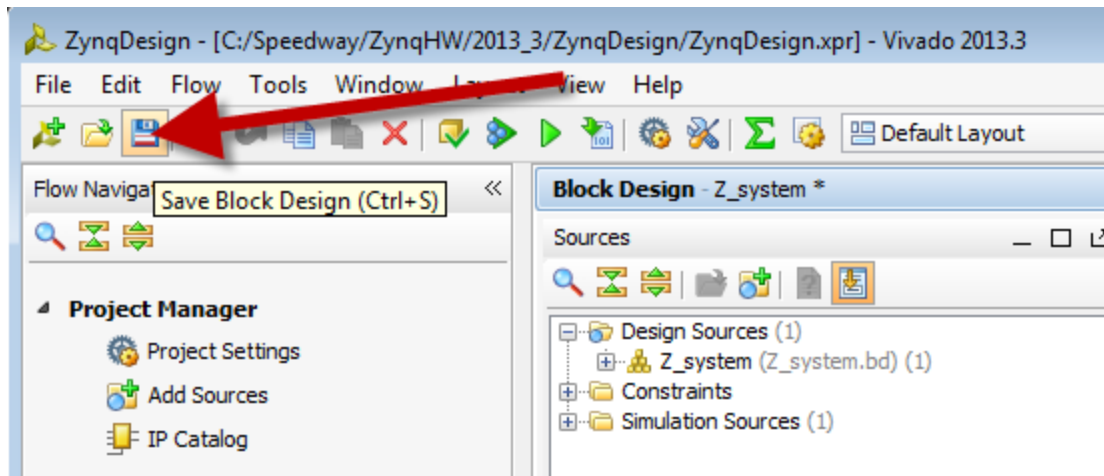 ZynqDesign - [C:/Speedway/ZynqHW/2013_3/ZynqDesign/ZynqDesign.xpr] - Vivado 2013.3
File Edit Flow Tools Window View Help
Default Layout
Save Block Design (Ctrl+S)
Block Design - Z_system *
Sources
Project Manager
Project Settings
Add Sources
IP Catalog
Design Sources (1)
Z_system (Z_system.bd) (1)
Constraints
Simulation Sources (1)